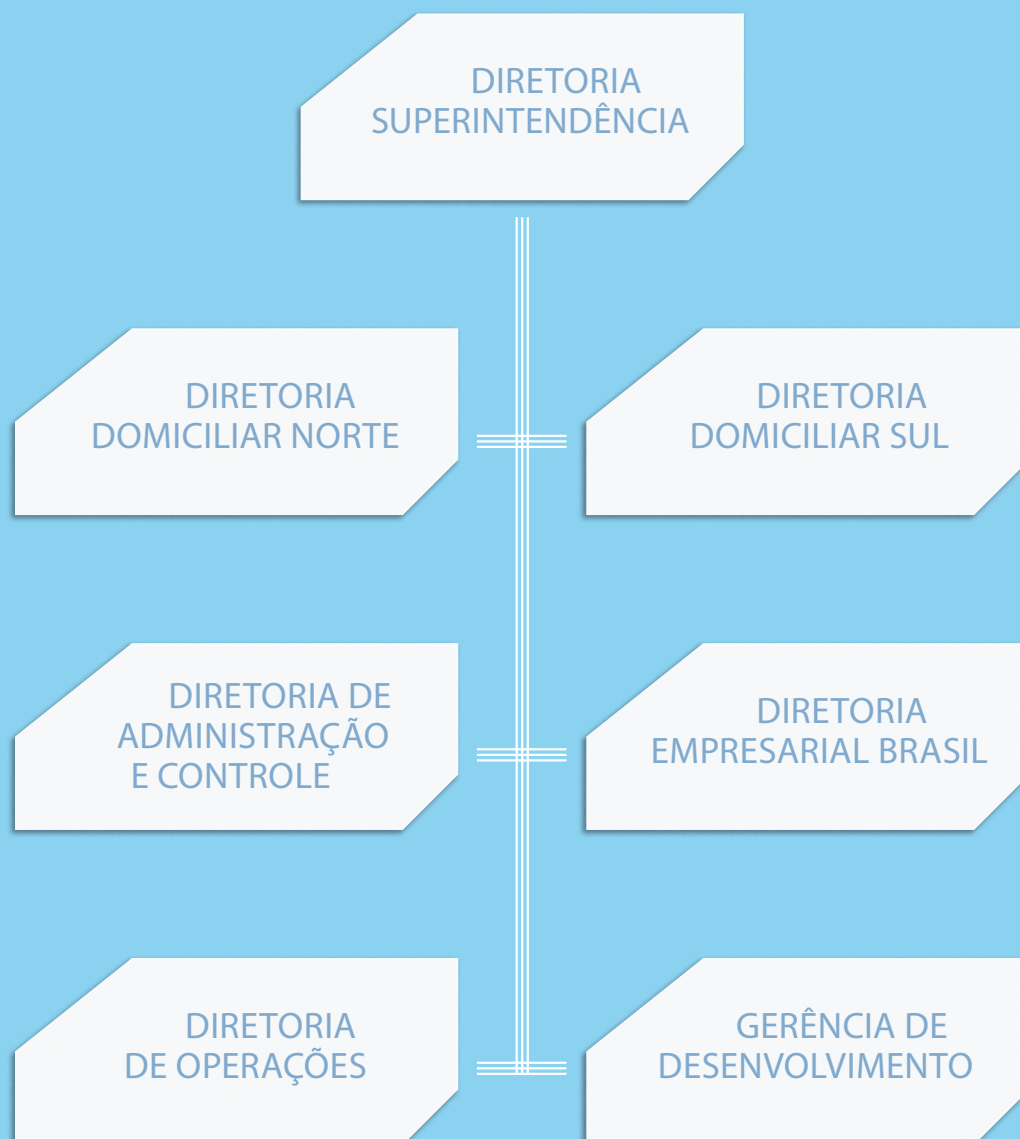 DIRETORIA
SUPERINTENDÊNCIA
DIRETORIA
DOMICILIAR NORTE
DIRETORIA
DOMICILIAR SUL
DIRETORIA DE
ADMINISTRAÇÃO
E CONTROLE
DIRETORIA
EMPRESARIAL BRASIL
DIRETORIA
DE OPERAÇÕES
GERÊNCIA DE
DESENVOLVIMENTO